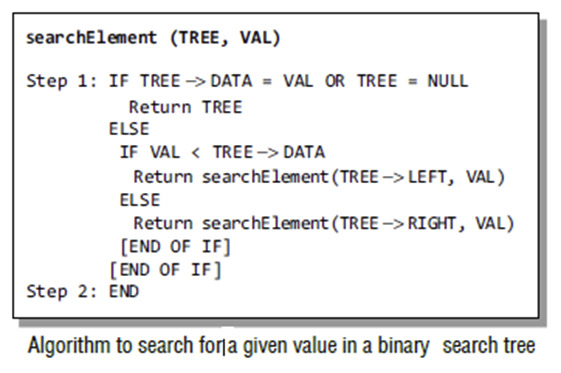 searchElement (TREE, VAL)
Step 1: IF TREE->DATA = VAL OR TREE = NULL
Return TREE
ELSE
IF VAL < TREE->DATA
Return searchElement(TREE->LEFT, VAL)
ELSE
Return searchElement(TREE->RIGHT, VAL)
[END OF IF]
[END OF IF]
Step 2: END
Algorithm to search for a given value in a binary search tree